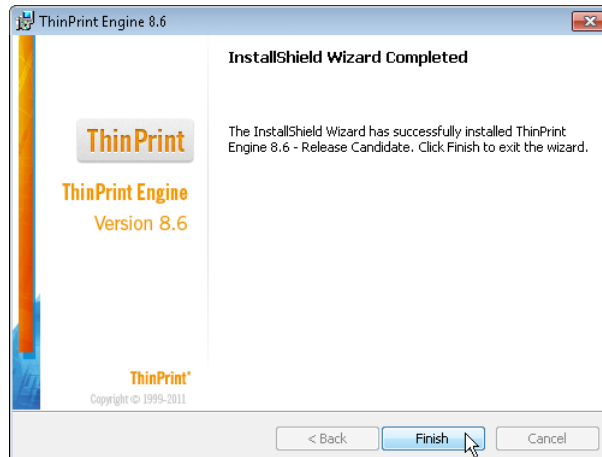 ThinPrint Engine 8.6
InstallShield Wizard Completed
ThinPrint
The InstallShield Wizard has successfully installed ThinPrint
Engine 8.6 - Release Candidate. Click Finish to exit the wizard.
ThinPrint Engine
Version 8.6
ThinPrint®
Copyright © 1999-2011
< Back
Finish
Cancel